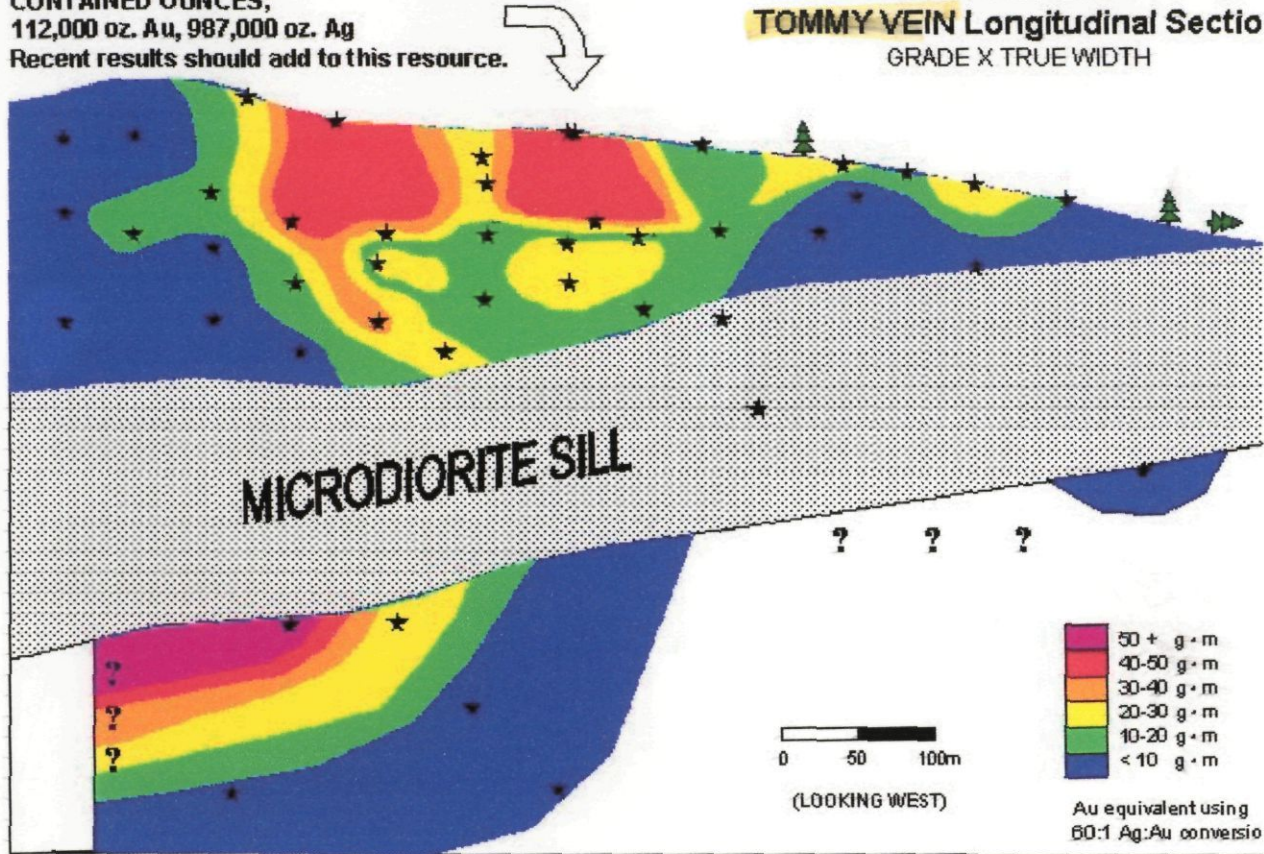 CONTAINED OUNCES,
112,000 oz. Au, 987,000 oz. Ag
Recent results should add to this resource.
TOMMY VEIN Longitudinal Sectio
GRADE X TRUE WIDTH
MICRODIORITE SILL
? ? ?
?
?
?
50 + g·m
40-50 g·m
30-40 g·m
20-30 g·m
10-20 g·m
< 10 g·m
0 50 100m
(LOOKING WEST)
Au equivalent using
60:1 Ag:Au conversio